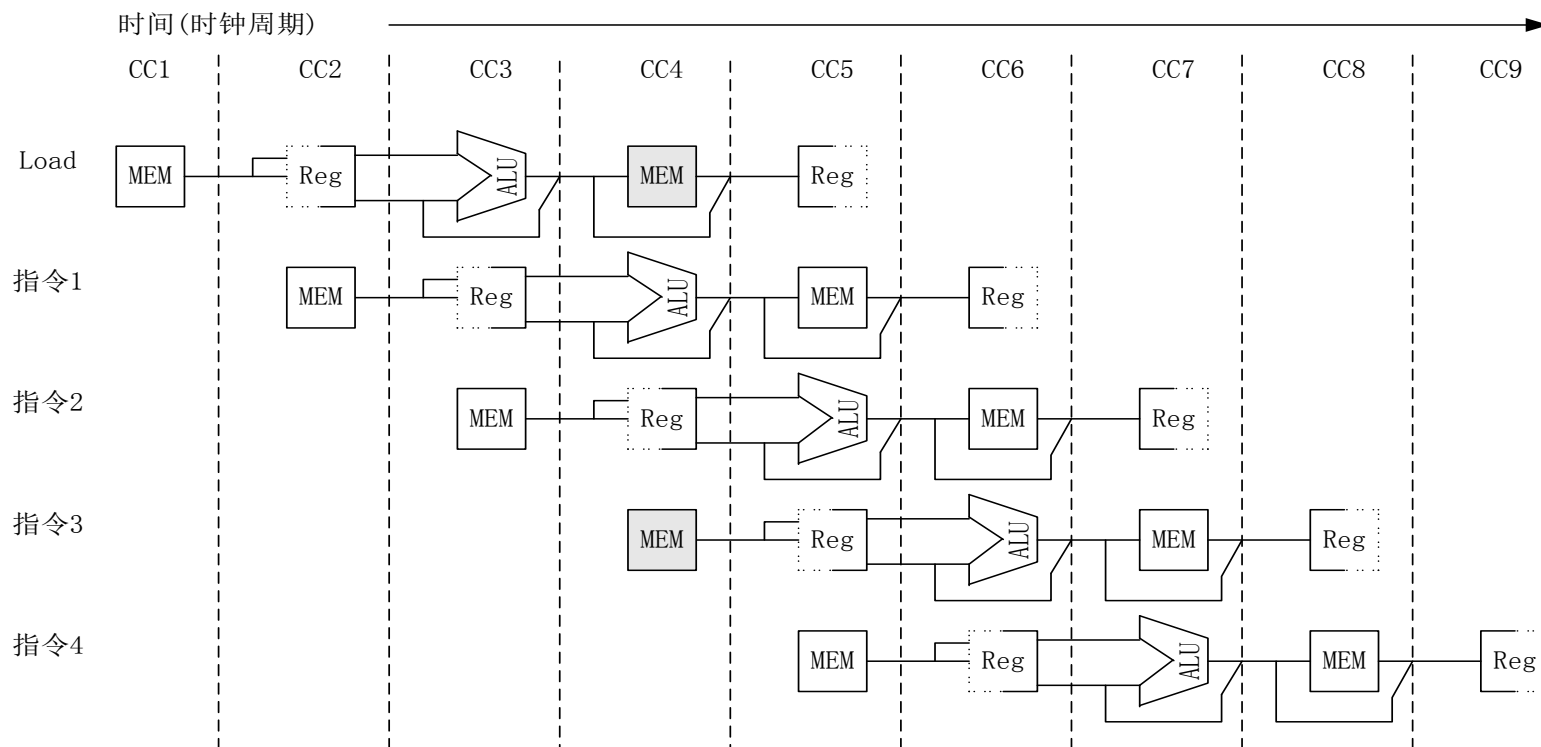 时间(时钟周期)
CC1 CC2 CC3 CC4 CC5 CC6 CC7 CC8 CC9
Load MEM Reg ALU MEM Reg
指令1 MEM Reg ALU MEM Reg
指令2 MEM Reg ALU MEM Reg
指令3 MEM Reg ALU MEM Reg
指令4 MEM Reg ALU MEM Reg